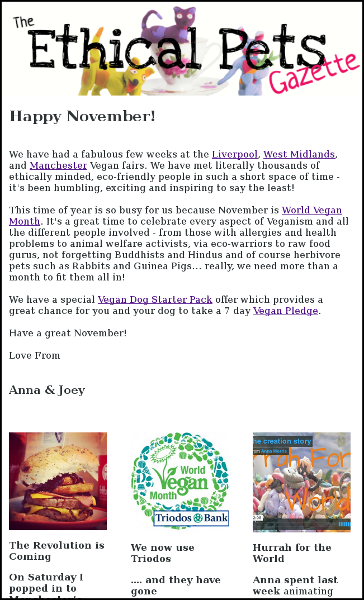 The
Ethical Pets
Gazette
Happy November!
We have had a fabulous few weeks at the Liverpool, West Midlands,
and Manchester Vegan fairs. We have met literally thousands of
ethically minded, eco-friendly people in such a short space of time -
it's been humbling, exciting and inspiring to say the least!
This time of year is so busy for us because November is World Vegan
Month. It's a great time to celebrate every aspect of Veganism and all
the different people involved - from those with allergies and health
problems to animal welfare activists, via eco-warriors to raw food
gurus, not forgetting Buddhists and Hindus and of course herbivore
pets such as Rabbits and Guinea Pigs... really, we need more than a
month to fit them all in!
We have a special Vegan Dog Starter Pack offer which provides a
great chance for you and your dog to take a 7 day Vegan Pledge.
Have a great November!
Love From
Anna & Joey
The Revolution is
Coming
On Saturday I
popped in to
World
Vegan
Month
Triodos Bank
We now use
Triodos
.... and they have
gone
the creation story
from
For
World
Hurrah for the
World
Anna spent last
week animating